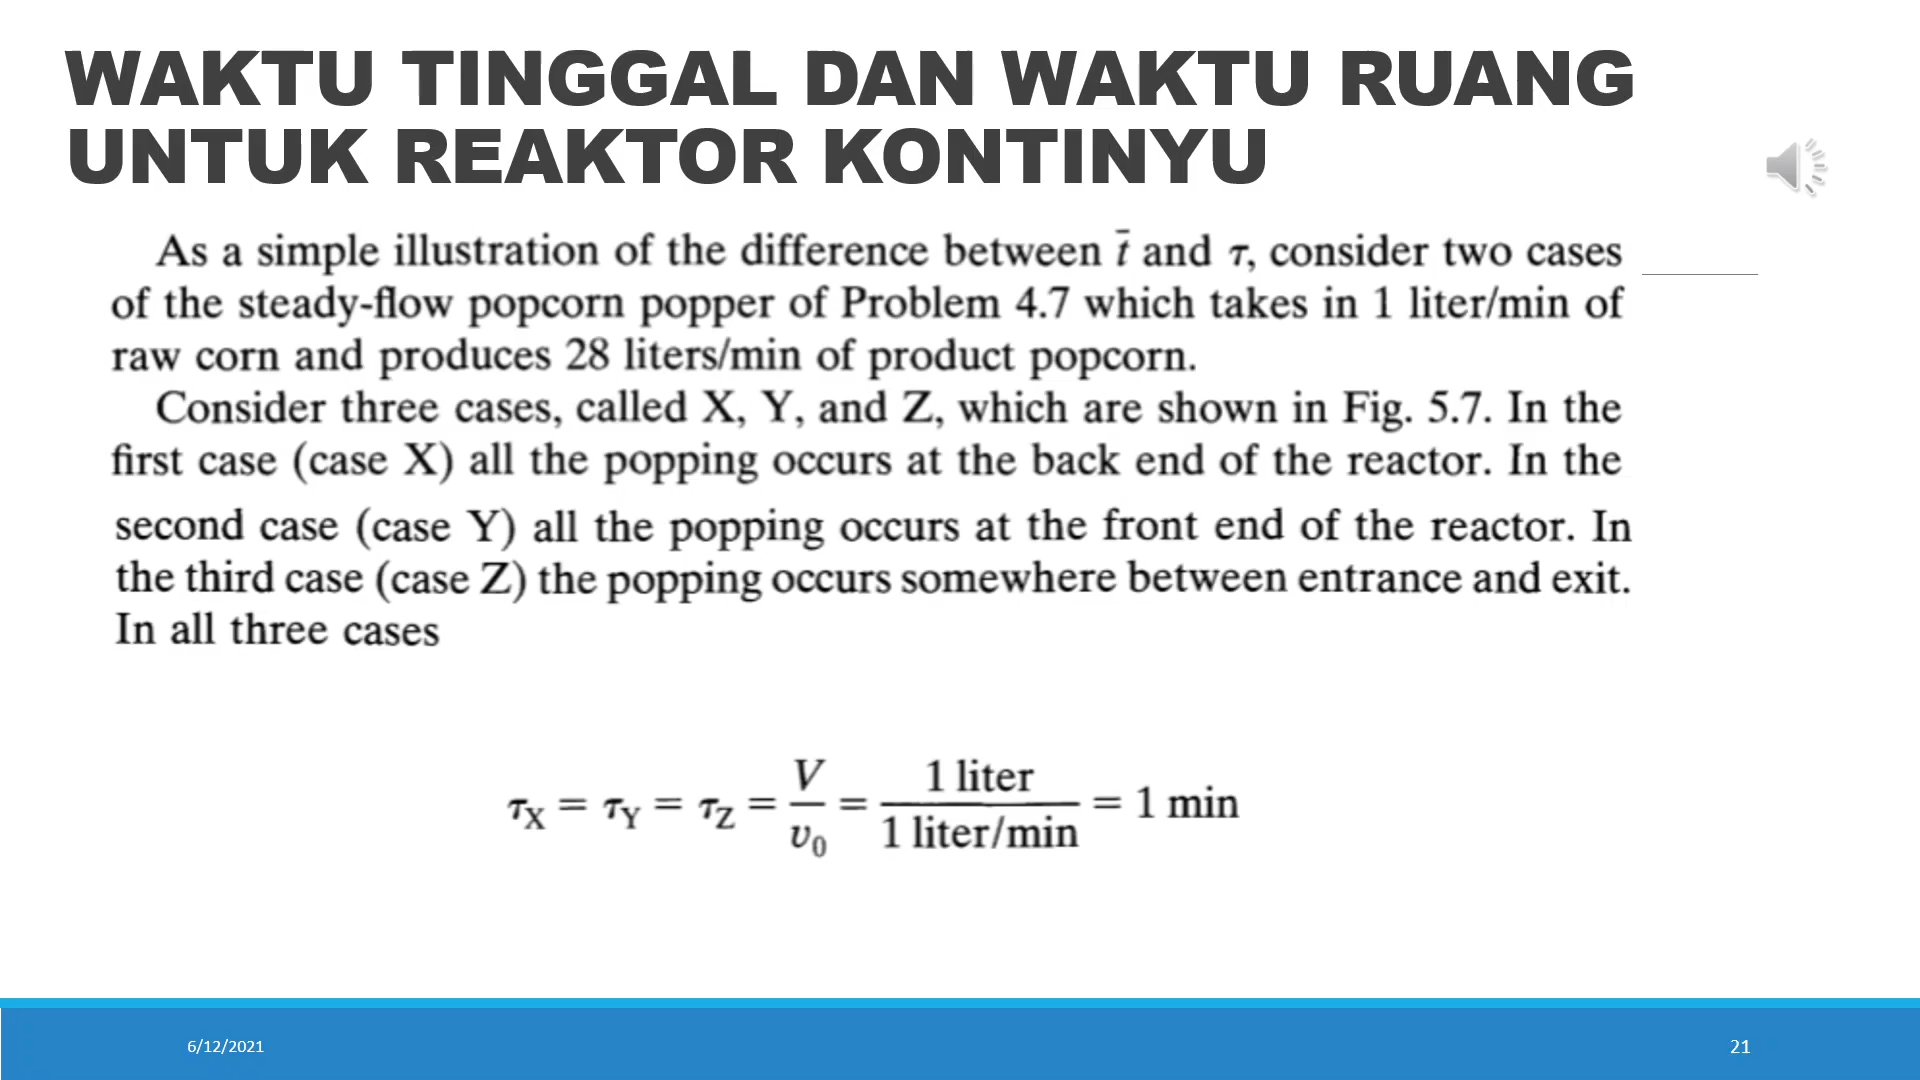 WAKTU TINGGAL DAN WAKTU RUANG
UNTUK REAKTOR KONTINYU
As a simple illustration of the difference between t̄ and τ, consider two cases
of the steady-flow popcorn popper of Problem 4.7 which takes in 1 liter/min of
raw corn and produces 28 liters/min of product popcorn.
Consider three cases, called X, Y, and Z, which are shown in Fig. 5.7. In the
first case (case X) all the popping occurs at the back end of the reactor. In the
second case (case Y) all the popping occurs at the front end of the reactor. In
the third case (case Z) the popping occurs somewhere between entrance and exit.
In all three cases
τX = τY = τZ = V/v0 = 1 liter / 1 liter/min = 1 min
6/12/2021
21